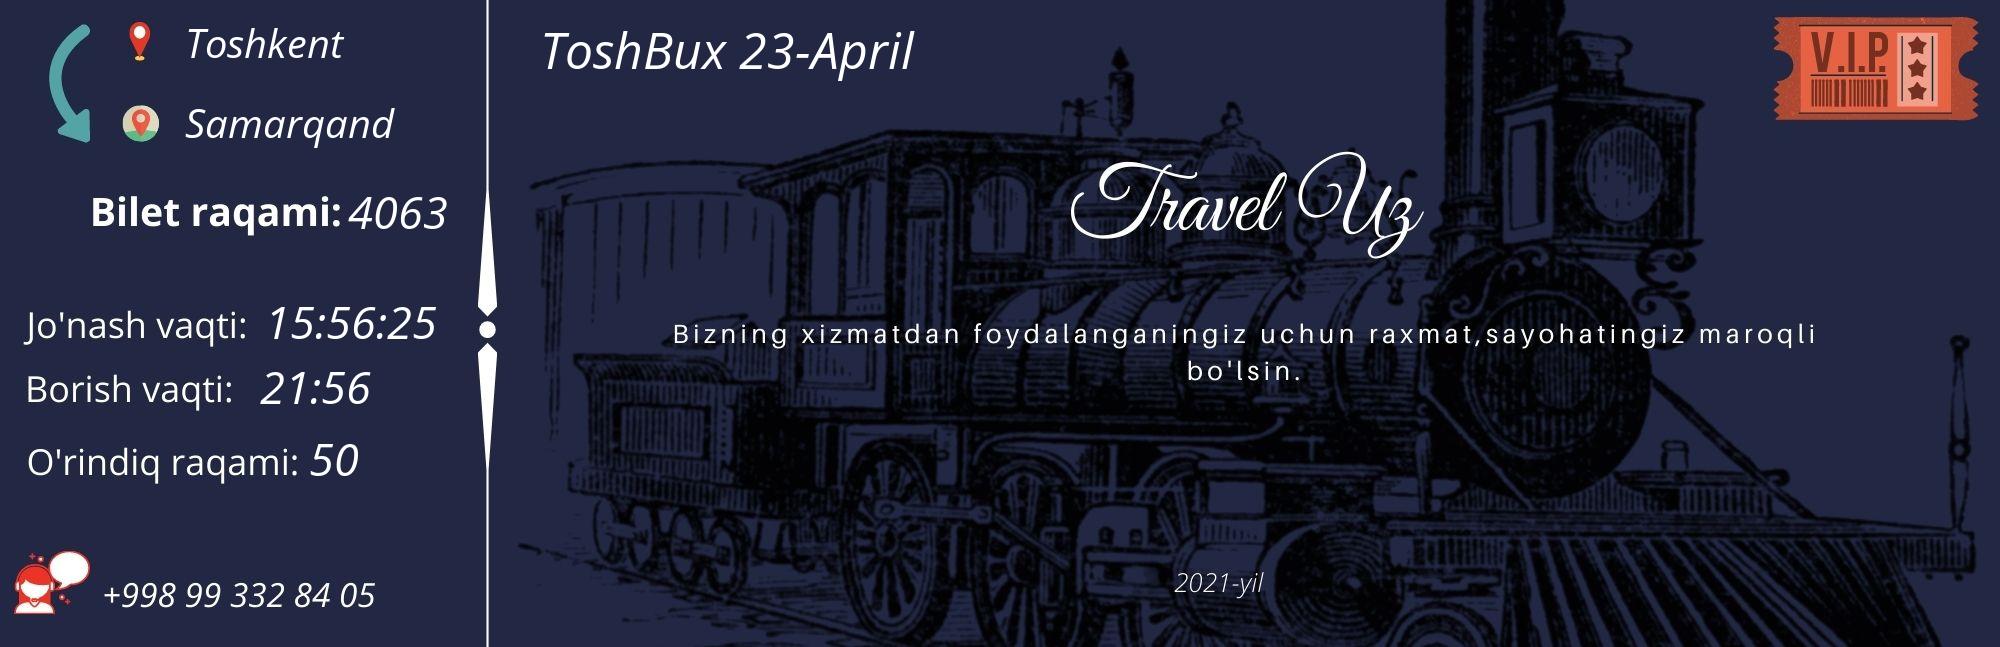 Toshkent
Samarqand
Bilet raqami: 4063
Jo'nash vaqti: 15:56:25
Borish vaqti: 21:56
O'rindiq raqami: 50
+998 99 332 84 05
ToshBux 23-April
V.I.P.
Travel Uz
Bizning xizmatdan foydalanganingiz uchun raxmat,sayohatingiz maroqli
bo'lsin.
2021-yil